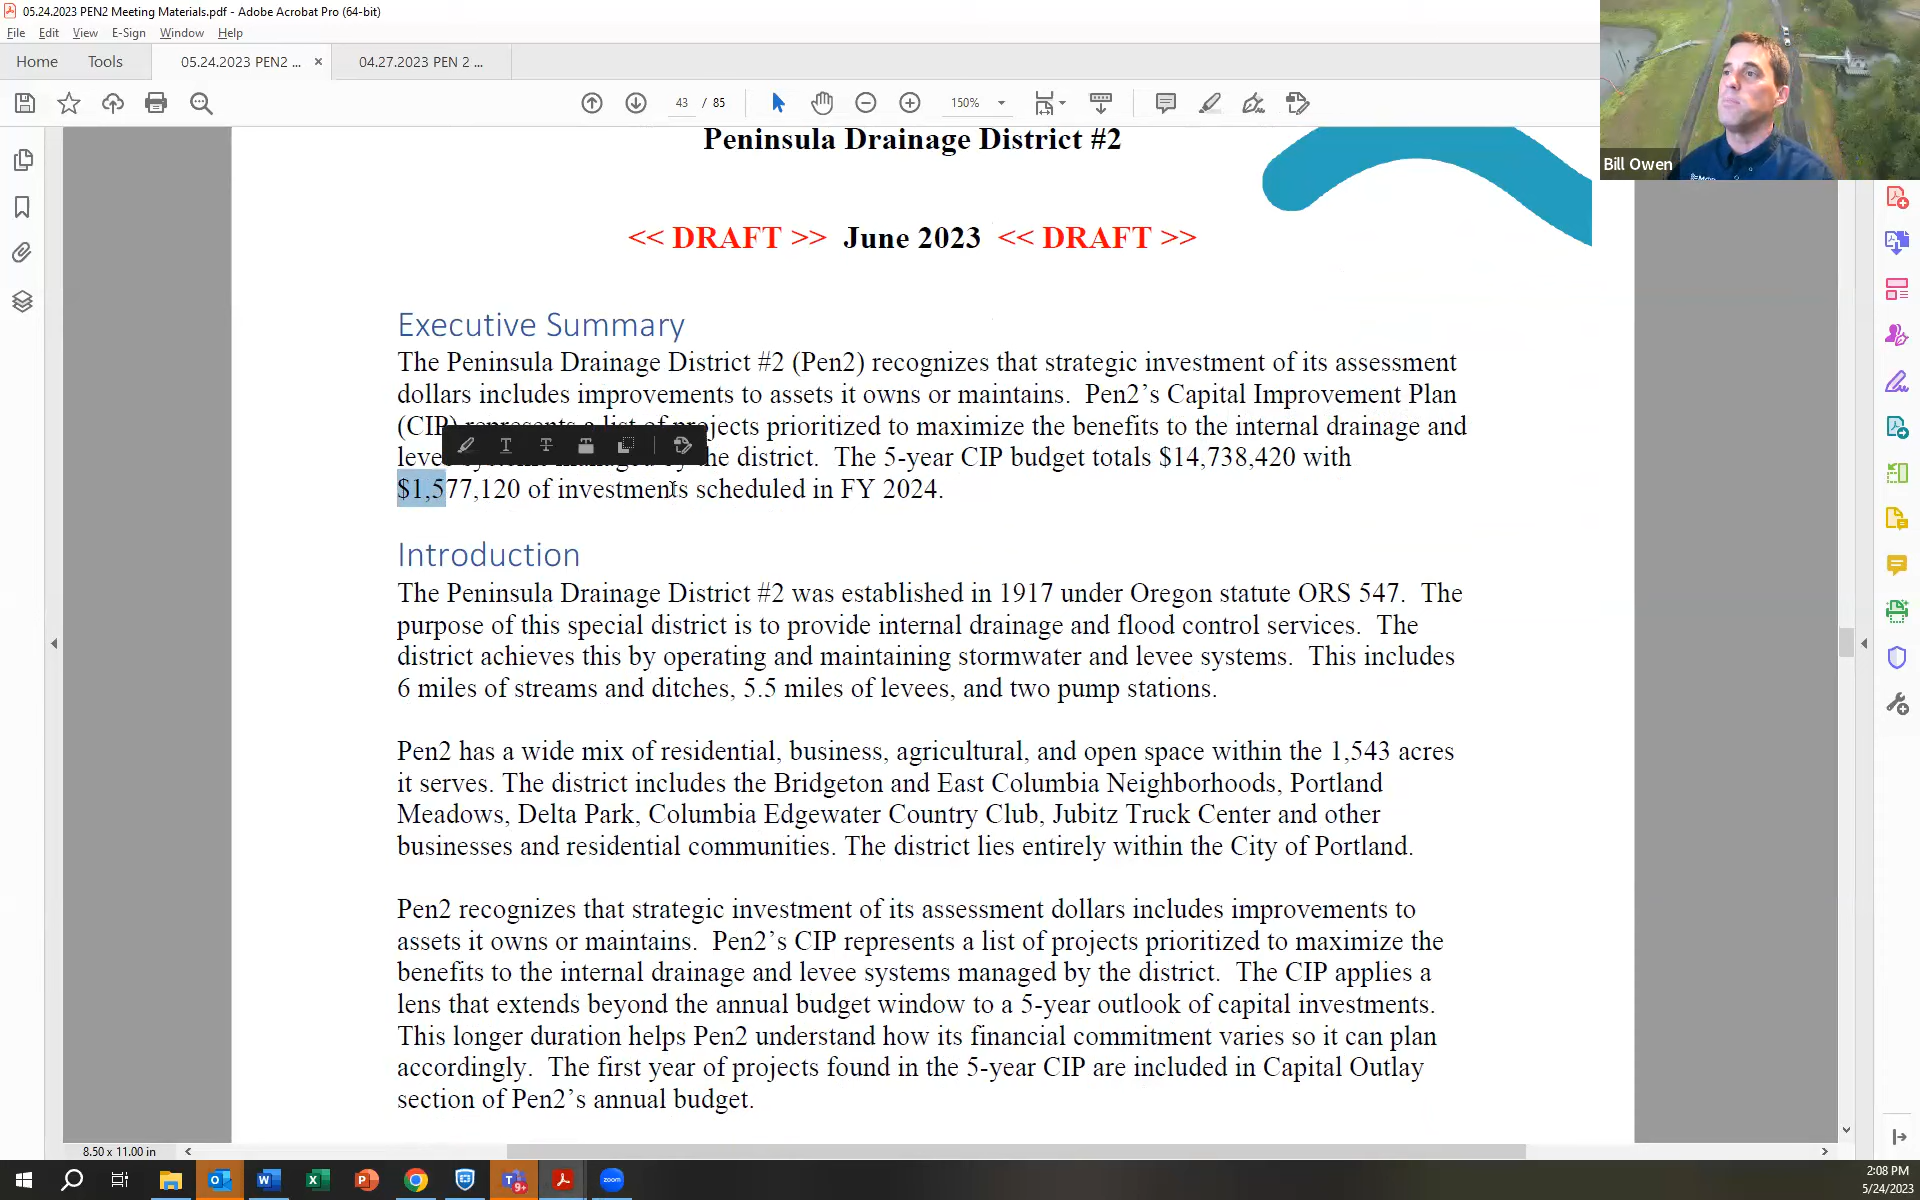 05.24.2023 PEN2 Meeting Materials.pdf - Adobe Acrobat Pro (64-bit)
File Edit View E-Sign Window Help
Home Tools 05.24.2023 PEN2 ... × 04.27.2023 PEN 2 ...
43 / 85 150%
Bill Owen
Peninsula Drainage District #2
<< DRAFT >> June 2023 << DRAFT >>
Executive Summary
The Peninsula Drainage District #2 (Pen2) recognizes that strategic investment of its assessment
dollars includes improvements to assets it owns or maintains. Pen2's Capital Improvement Plan
(CIP) represents a list of projects prioritized to maximize the benefits to the internal drainage and
levee systems managed by the district. The 5-year CIP budget totals $14,738,420 with
$1,577,120 of investments scheduled in FY 2024.
Introduction
The Peninsula Drainage District #2 was established in 1917 under Oregon statute ORS 547. The
purpose of this special district is to provide internal drainage and flood control services. The
district achieves this by operating and maintaining stormwater and levee systems. This includes
6 miles of streams and ditches, 5.5 miles of levees, and two pump stations.
Pen2 has a wide mix of residential, business, agricultural, and open space within the 1,543 acres
it serves. The district includes the Bridgeton and East Columbia Neighborhoods, Portland
Meadows, Delta Park, Columbia Edgewater Country Club, Jubitz Truck Center and other
businesses and residential communities. The district lies entirely within the City of Portland.
Pen2 recognizes that strategic investment of its assessment dollars includes improvements to
assets it owns or maintains. Pen2's CIP represents a list of projects prioritized to maximize the
benefits to the internal drainage and levee systems managed by the district. The CIP applies a
lens that extends beyond the annual budget window to a 5-year outlook of capital investments.
This longer duration helps Pen2 understand how its financial commitment varies so it can plan
accordingly. The first year of projects found in the 5-year CIP are included in Capital Outlay
section of Pen2's annual budget.
8.50 x 11.00 in
2:08 PM
5/24/2023